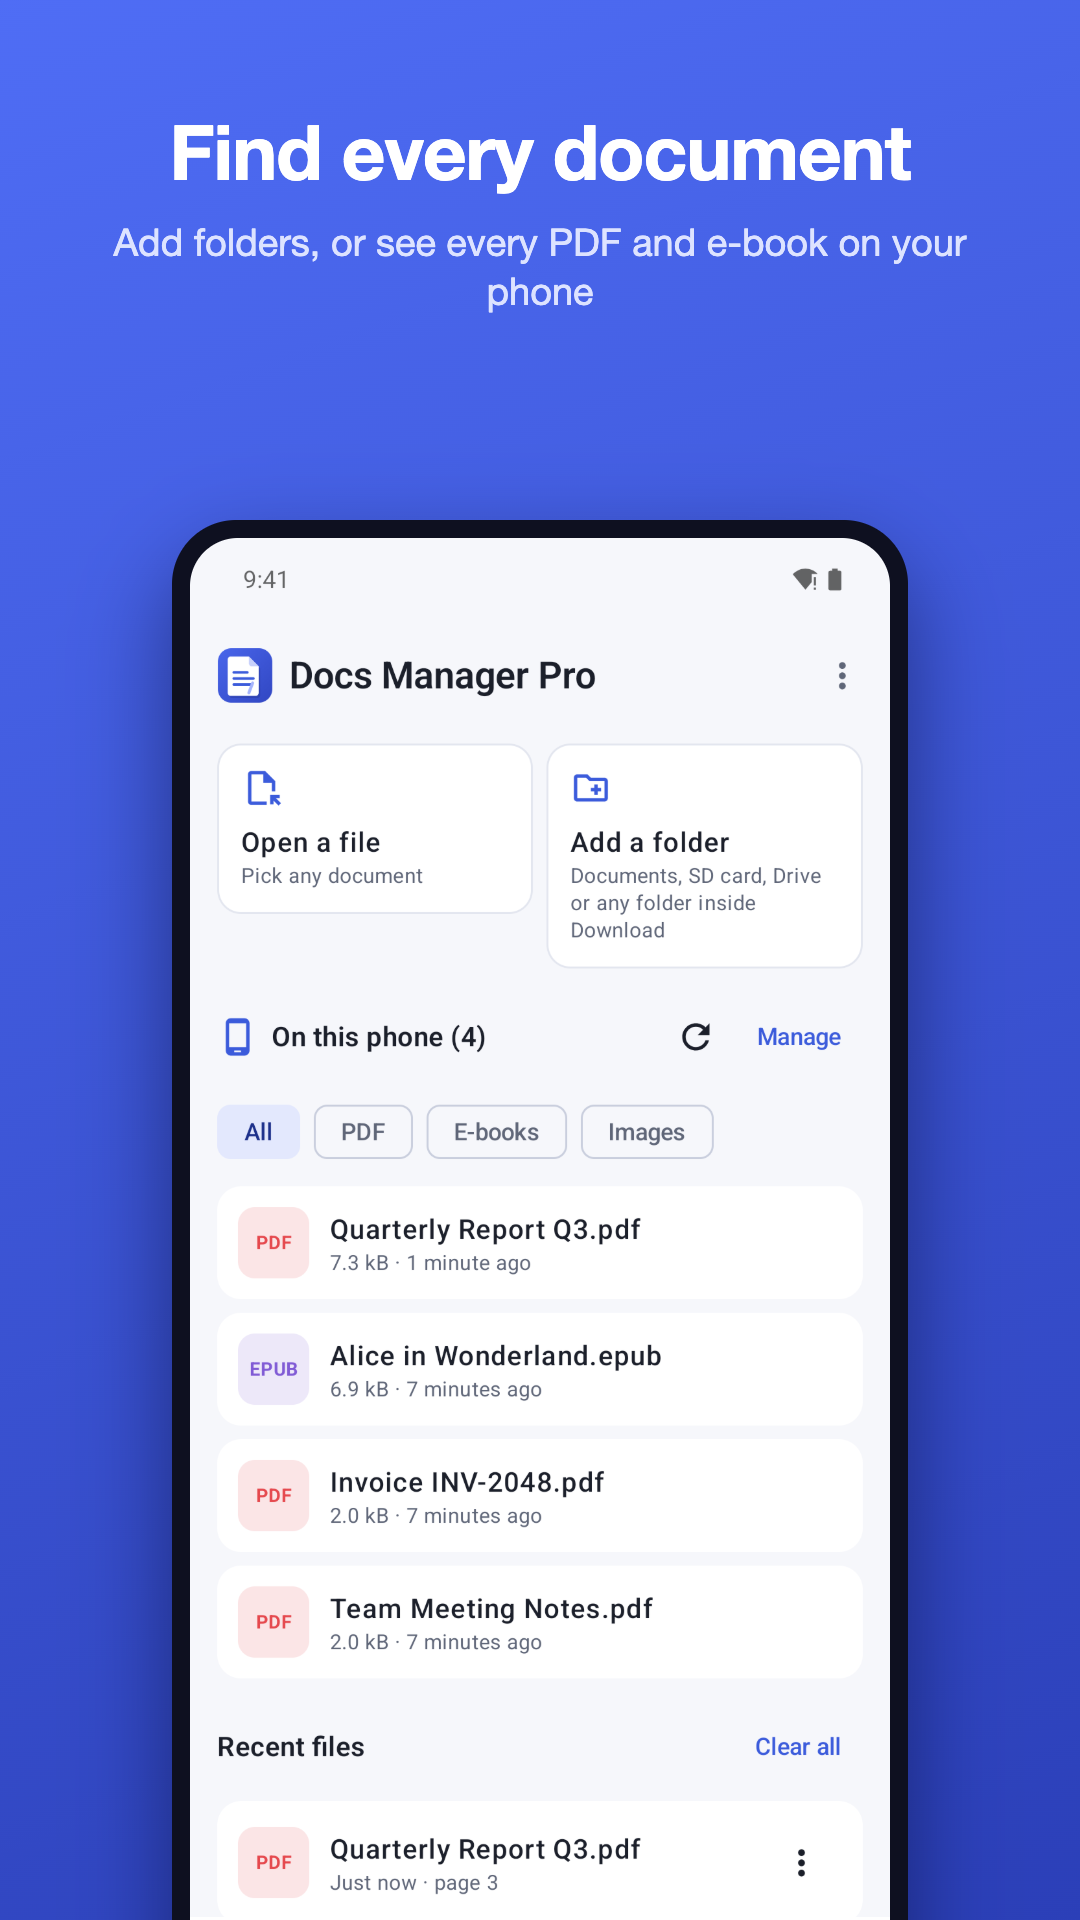 Find every document
Add folders, or see every PDF and e-book on your
phone
9:41
Docs Manager Pro
Open a file
Pick any document
Add a folder
Documents, SD card, Drive
or any folder inside
Download
On this phone (4)
Manage
All
PDF
E-books
Images
PDF
Quarterly Report Q3.pdf
7.3 kB · 1 minute ago
EPUB
Alice in Wonderland.epub
6.9 kB · 7 minutes ago
PDF
Invoice INV-2048.pdf
2.0 kB · 7 minutes ago
PDF
Team Meeting Notes.pdf
2.0 kB · 7 minutes ago
Recent files
Clear all
PDF
Quarterly Report Q3.pdf
Just now · page 3